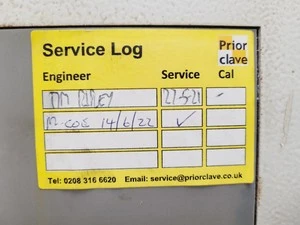 Service Log
Prior clave
Engineer Service Cal
27-5-21 -
M-COE 14/6/22 ✓
Tel: 0208 316 6620 Email: service@priorclave.co.uk